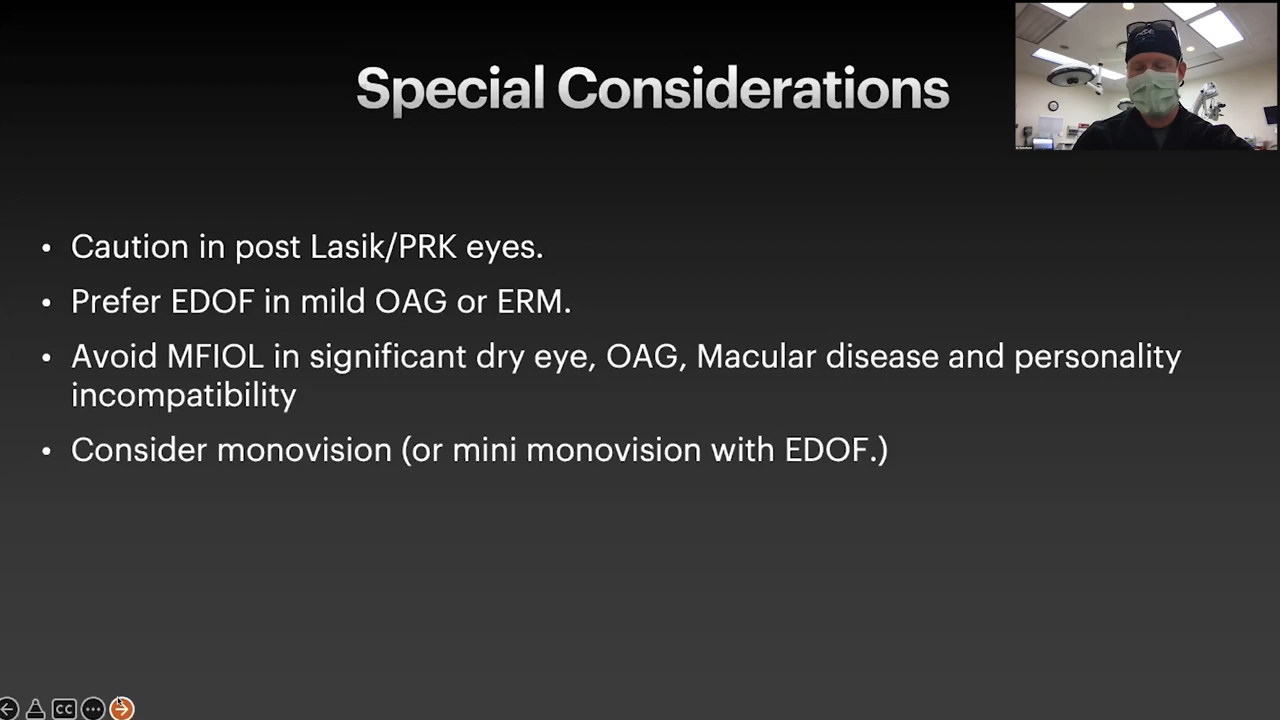 Special Considerations
• Caution in post Lasik/PRK eyes.
• Prefer EDOF in mild OAG or ERM.
• Avoid MFIOL in significant dry eye, OAG, Macular disease and personality
incompatibility
• Consider monovision (or mini monovision with EDOF.)
CC